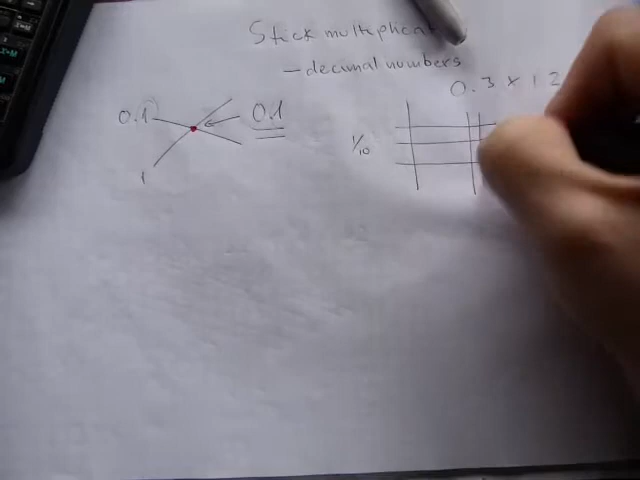 Stick multiplicat
- decimal numbers
0.3 x 1 2
0.1 0.1
1/10
1